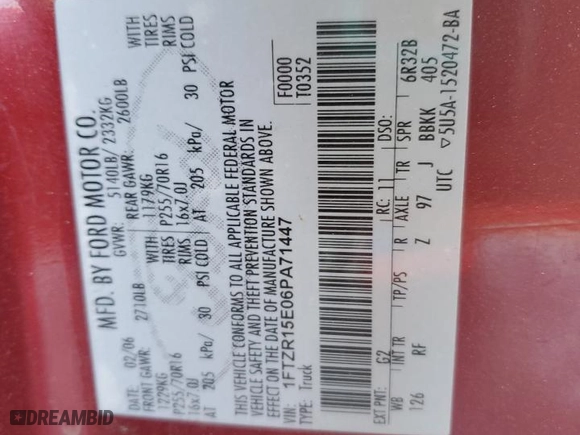 MFD. BY FORD MOTOR CO.
DATE: 02/06 GVWR: 5140LB/ 2332KG
FRONT GAWR: 2710LB REAR GAWR: 2600LB
1229KG WITH 1179KG WITH
P255/70R16 TIRES P255/70R16 TIRES
16x7.0J RIMS 16x7.0J RIMS
AT 205 kPa/ 30 PSI COLD AT 205 kPa/ 30 PSI COLD
THIS VEHICLE CONFORMS TO ALL APPLICABLE FEDERAL MOTOR
VEHICLE SAFETY AND THEFT PREVENTION STANDARDS IN
EFFECT ON THE DATE OF MANUFACTURE SHOWN ABOVE.
VIN: 1FTZR15E06PA71447 F0000
TYPE: Truck T0352
EXT PNT: G2 RC: 11 DSO:
WB INT TR TP/PS R AXLE TR SPR 6R32B
126 RF Z 97 J BBKK 405
UTC ▽5U5A-1520472-BA
DREAMBID